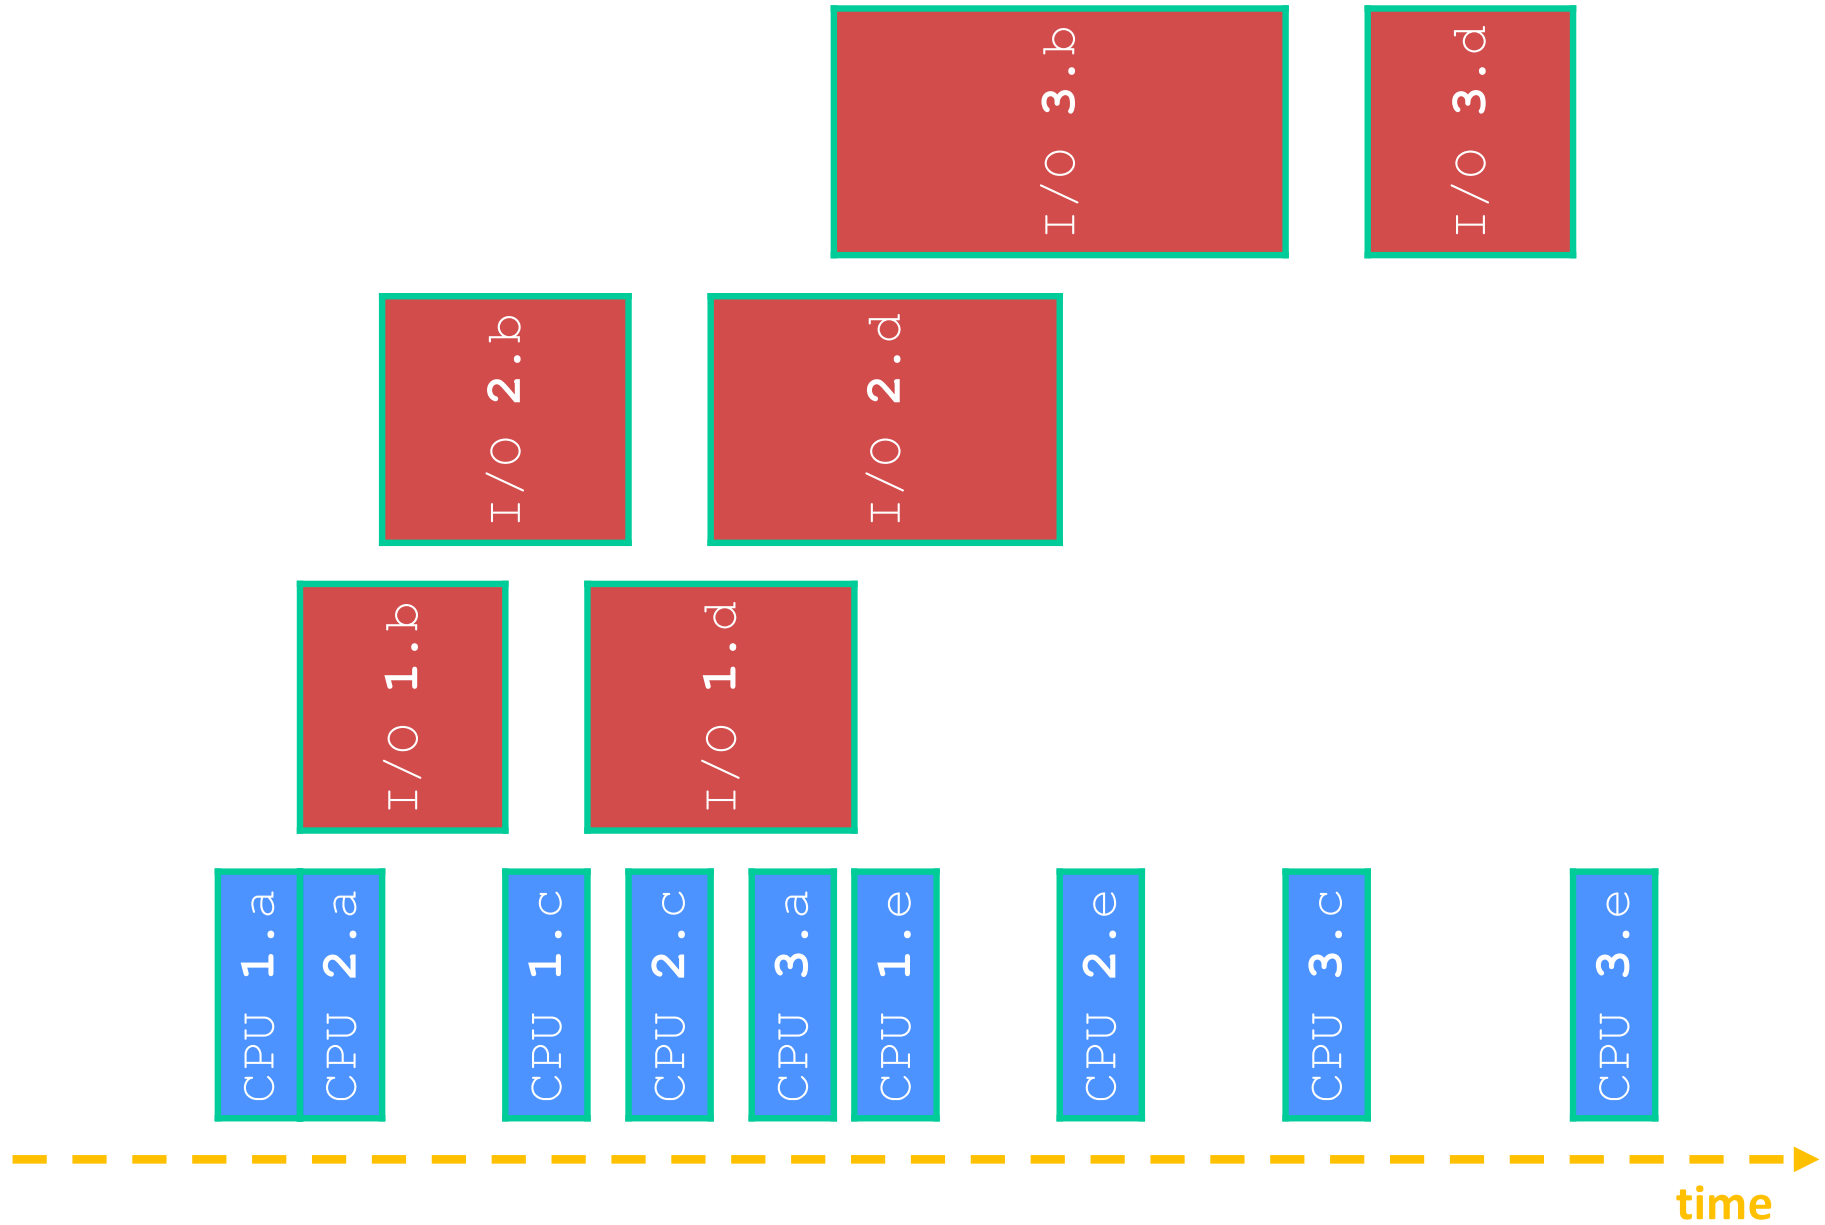 I/O 3.b
I/O 3.d
I/O 2.b
I/O 2.d
I/O 1.b
I/O 1.d
CPU 1.a
CPU 2.a
CPU 1.c
CPU 2.c
CPU 3.a
CPU 1.e
CPU 2.e
CPU 3.c
CPU 3.e
time